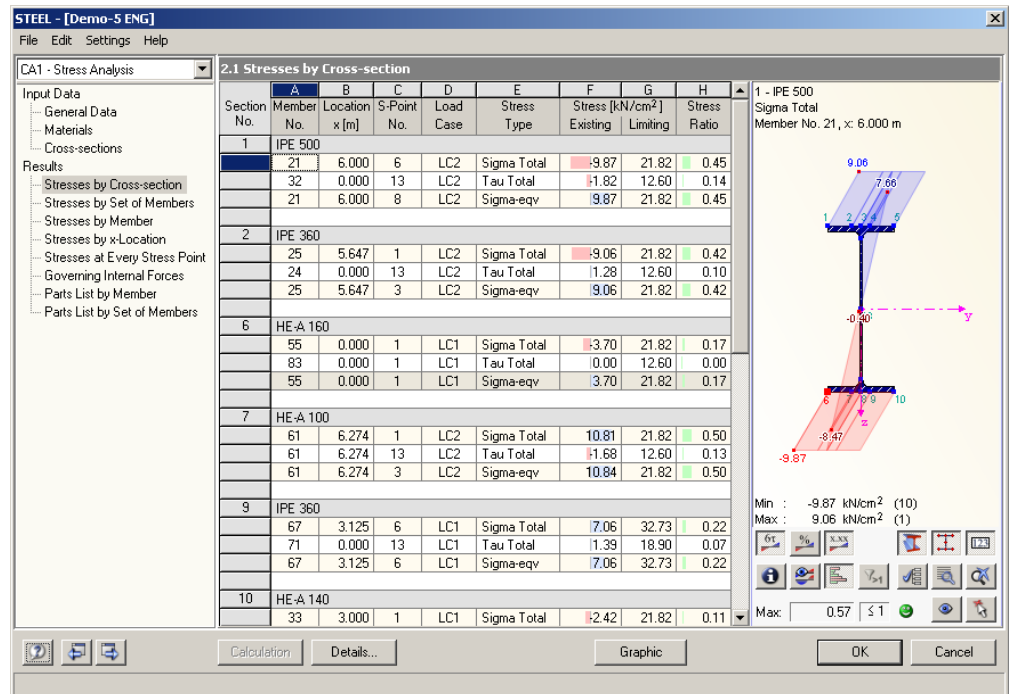 STEEL - [Demo-5 ENG]
File Edit Settings Help
CA1 - Stress Analysis
Input Data
General Data
Materials
Cross-sections
Results
Stresses by Cross-section
Stresses by Set of Members
Stresses by Member
Stresses by x-Location
Stresses at Every Stress Point
Governing Internal Forces
Parts List by Member
Parts List by Set of Members
2.1 Stresses by Cross-section
A B C D E F G H
Section Member Location S-Point Load Stress Stress [kN/cm²] Stress
No. No. x [m] No. Case Type Existing Limiting Ratio
1 IPE 500
21 6.000 6 LC2 Sigma Total -9.87 21.82 0.45
32 0.000 13 LC2 Tau Total -1.82 12.60 0.14
21 6.000 8 LC2 Sigma-eqv 9.87 21.82 0.45
2 IPE 360
25 5.647 1 LC2 Sigma Total -9.06 21.82 0.42
24 0.000 13 LC2 Tau Total 1.28 12.60 0.10
25 5.647 3 LC2 Sigma-eqv 9.06 21.82 0.42
6 HE-A 160
55 0.000 1 LC1 Sigma Total -3.70 21.82 0.17
83 0.000 1 LC1 Tau Total 0.00 12.60 0.00
55 0.000 1 LC1 Sigma-eqv 3.70 21.82 0.17
7 HE-A 100
61 6.274 1 LC2 Sigma Total 10.81 21.82 0.50
61 6.274 13 LC2 Tau Total -1.68 12.60 0.13
61 6.274 3 LC2 Sigma-eqv 10.84 21.82 0.50
9 IPE 360
67 3.125 6 LC1 Sigma Total 7.06 32.73 0.22
71 0.000 13 LC1 Tau Total 1.39 18.90 0.07
67 3.125 6 LC1 Sigma-eqv 7.06 32.73 0.22
10 HE-A 140
33 3.000 1 LC1 Sigma Total -2.42 21.82 0.11
1 - IPE 500
Sigma Total
Member No. 21, x: 6.000 m
9.06
7.66
1 2 3 4 5
-0.40
y
6 7 8 9 10
z
-8.47
-9.87
Min : -9.87 kN/cm² (10)
Max : 9.06 kN/cm² (1)
στ % x.xx 123
Max: 0.57 ≤ 1
Calculation Details... Graphic OK Cancel